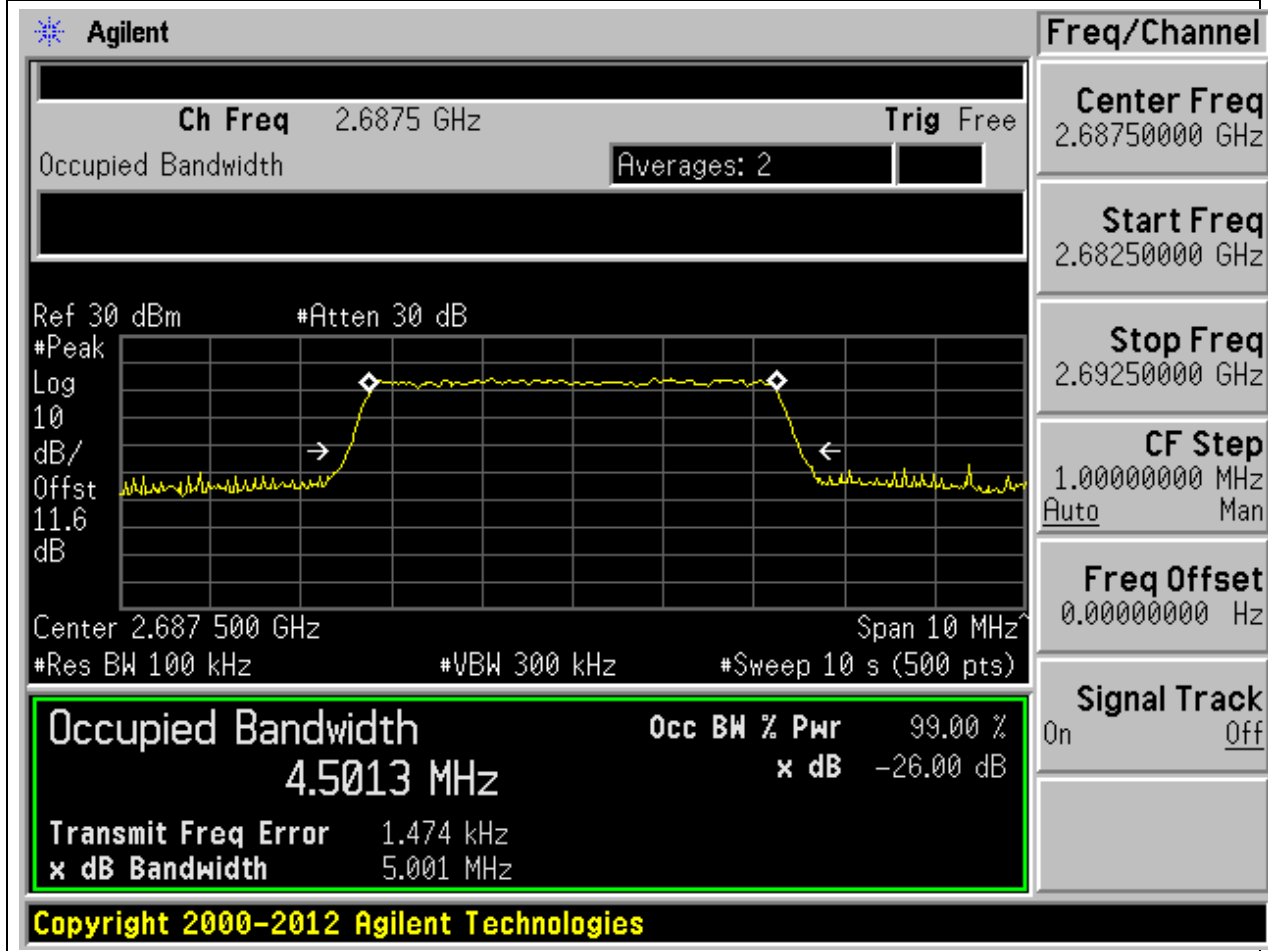 Agilent
Freq/Channel
Ch Freq 2.6875 GHz Trig Free
Occupied Bandwidth Averages: 2
Center Freq
2.68750000 GHz
Start Freq
2.68250000 GHz
Stop Freq
2.69250000 GHz
CF Step
1.00000000 MHz
Auto Man
Freq Offset
0.00000000 Hz
Signal Track
On Off
Ref 30 dBm #Atten 30 dB
#Peak
Log
10
dB/
Offst
11.6
dB
Center 2.687 500 GHz Span 10 MHz^
#Res BW 100 kHz #VBW 300 kHz #Sweep 10 s (500 pts)
Occupied Bandwidth Occ BW % Pwr 99.00 %
4.5013 MHz x dB -26.00 dB
Transmit Freq Error 1.474 kHz
x dB Bandwidth 5.001 MHz
Copyright 2000-2012 Agilent Technologies